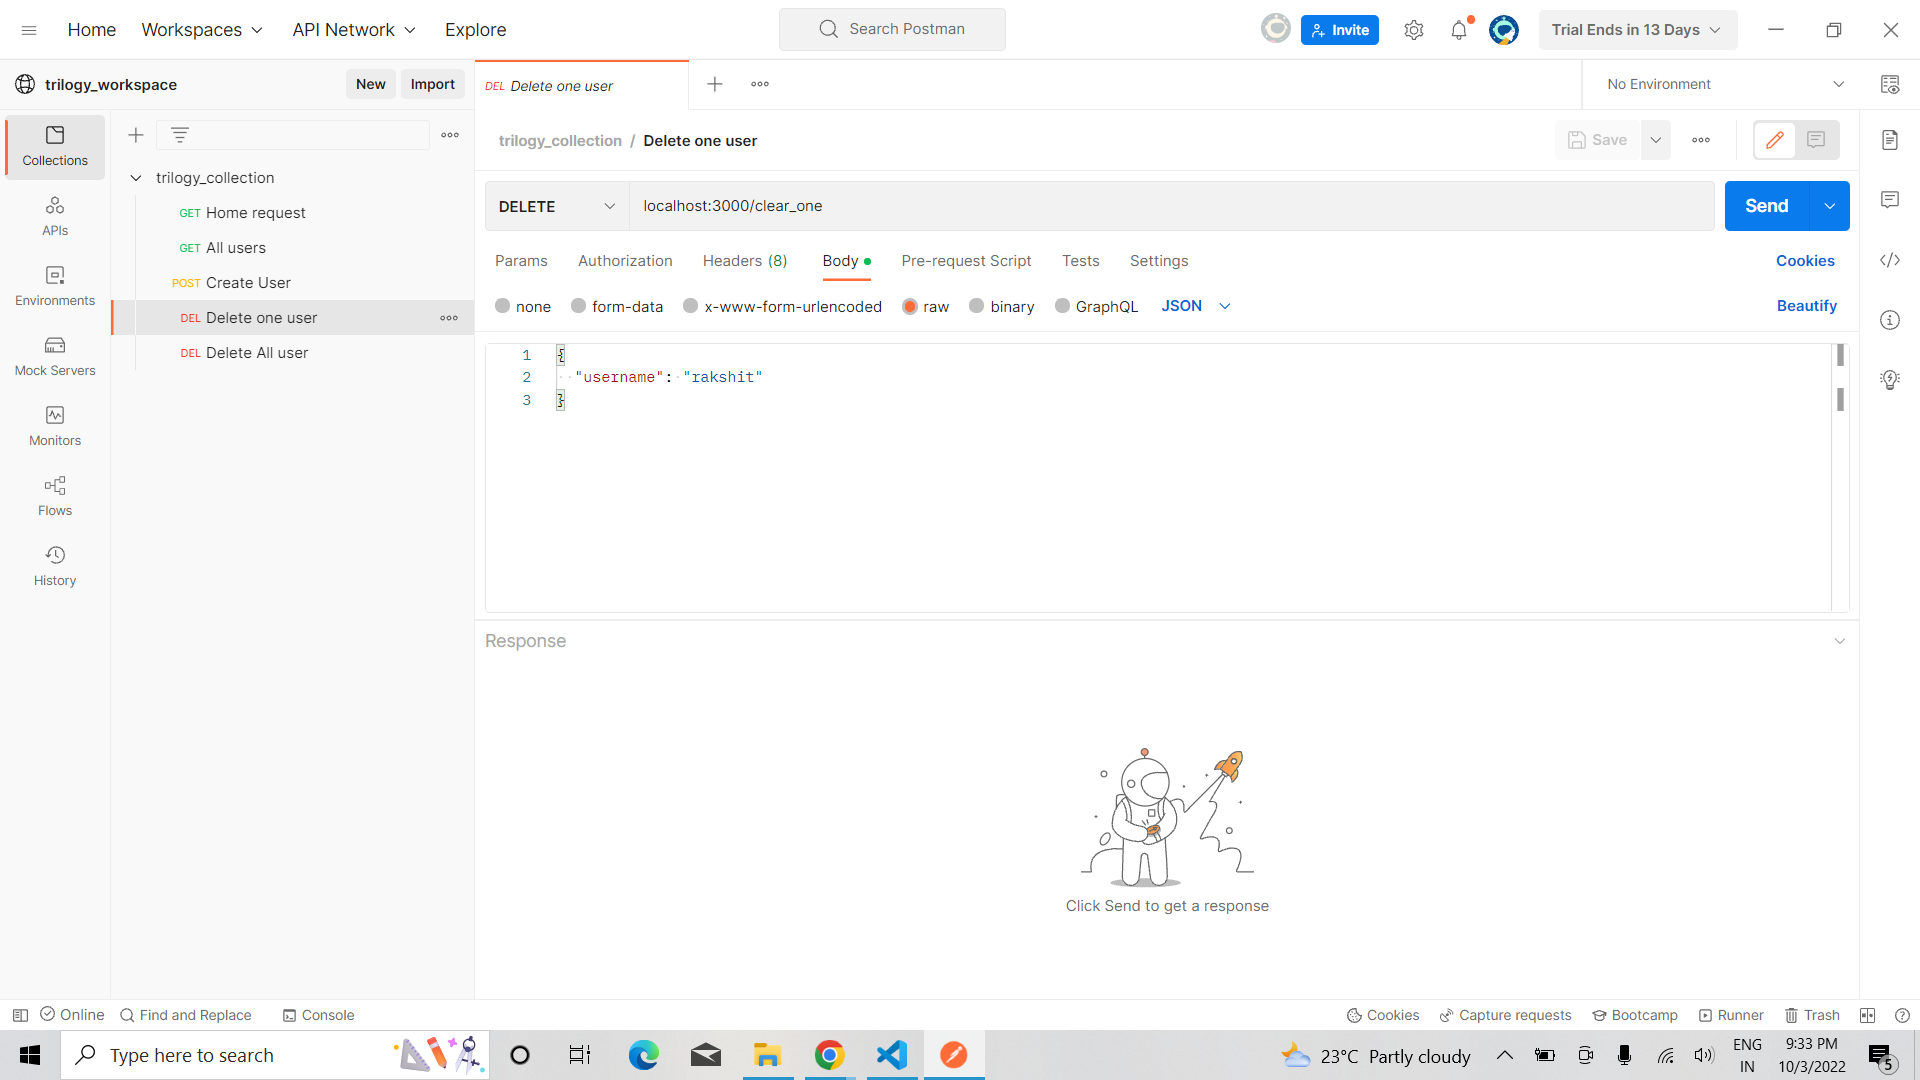 Home
Workspaces
API Network
Explore
Search Postman
Invite
Trial Ends in 13 Days
trilogy_workspace
New
Import
DEL Delete one user
No Environment
Collections
APIs
Environments
Mock Servers
Monitors
Flows
History
trilogy_collection
GET Home request
GET All users
POST Create User
DEL Delete one user
DEL Delete All user
trilogy_collection / Delete one user
Save
DELETE
localhost:3000/clear_one
Send
Params
Authorization
Headers (8)
Body
Pre-request Script
Tests
Settings
Cookies
none
form-data
x-www-form-urlencoded
raw
binary
GraphQL
JSON
Beautify
1 {
2 "username": "rakshit"
3 }
Response
Click Send to get a response
Online
Find and Replace
Console
Cookies
Capture requests
Bootcamp
Runner
Trash
Type here to search
23°C Partly cloudy
ENG
IN
9:33 PM
10/3/2022
5